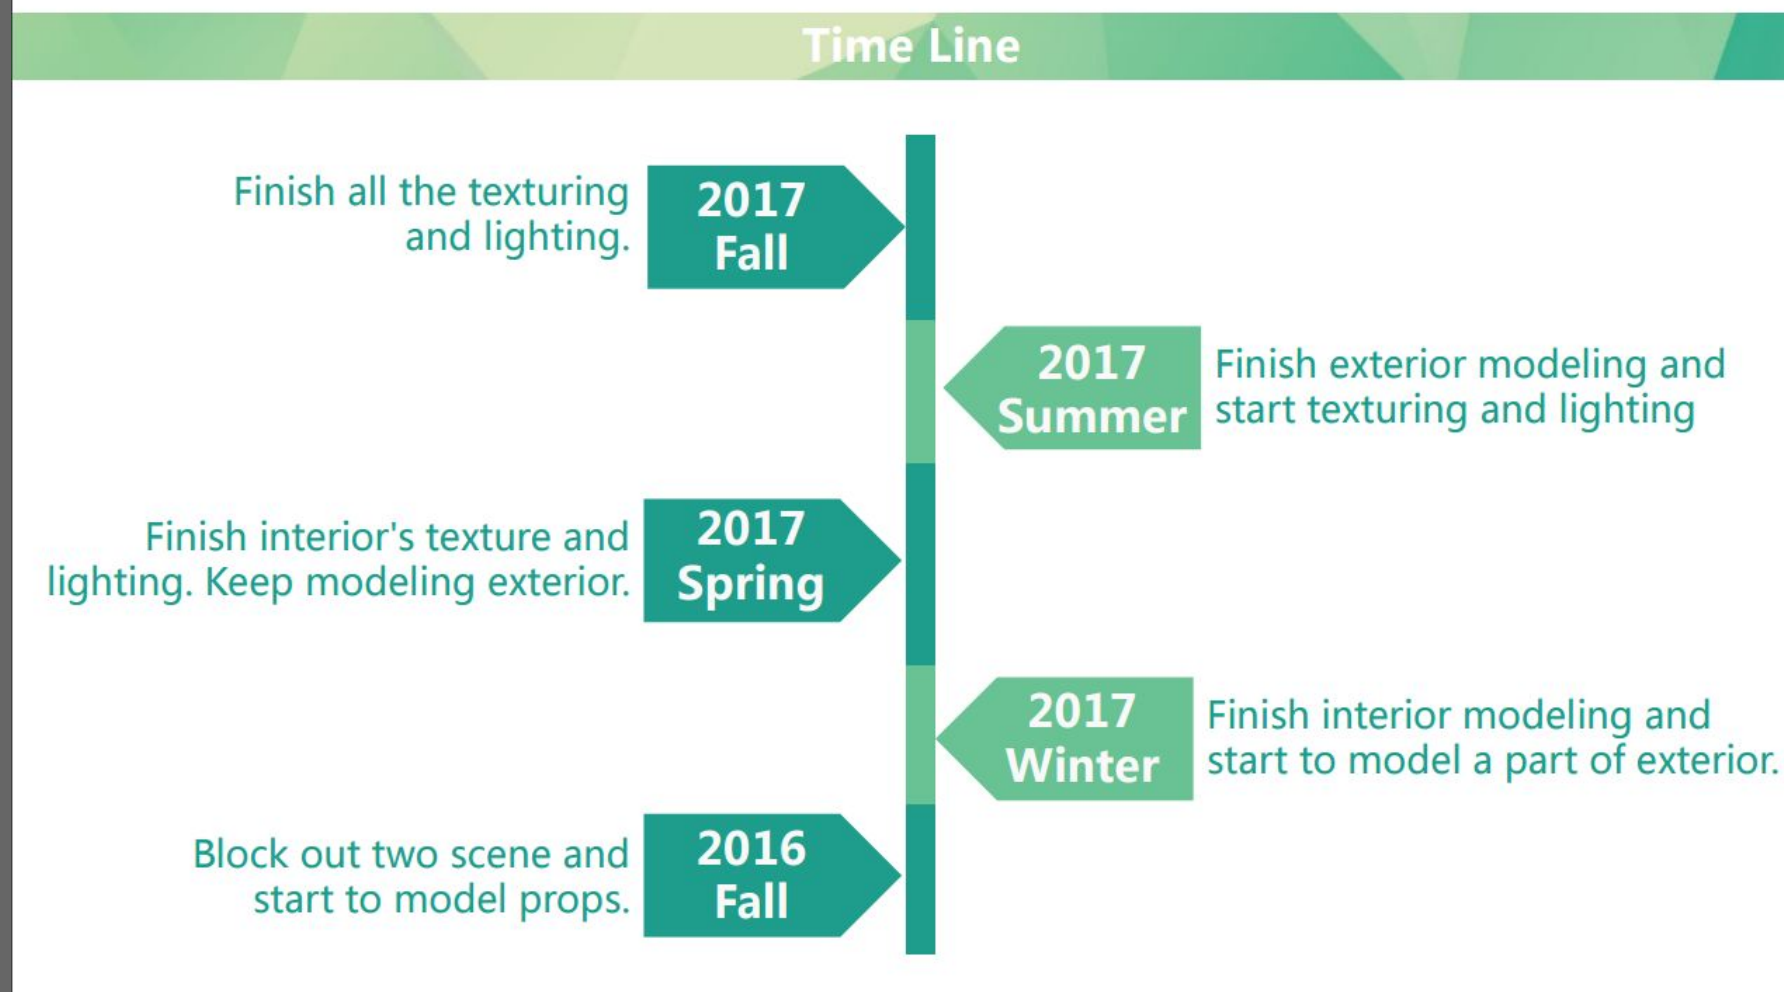 Time Line
Finish all the texturing
and lighting.
2017
Fall
2017
Summer
Finish exterior modeling and
start texturing and lighting
Finish interior's texture and
lighting. Keep modeling exterior.
2017
Spring
2017
Winter
Finish interior modeling and
start to model a part of exterior.
Block out two scene and
start to model props.
2016
Fall